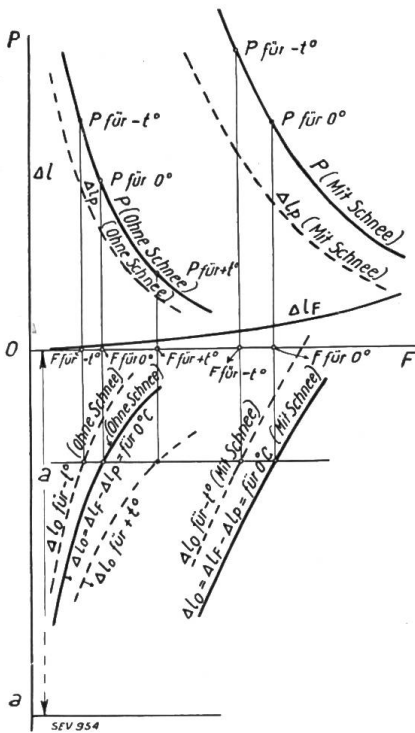 P
P für -t°
P für -t°
P für 0°
Δl
P für 0°
Δlp (Ohne Schnee)
P (Ohne Schnee)
P für +t°
P (Mit Schnee)
Δlp (Mit Schnee)
ΔlF
0
F für -t°
F für 0°
F für +t°
F für -t°
F für 0°
F
a
Δl0 für -t° (Ohne Schnee)
Δl0 = ΔlF - Δlp = für 0°C (Ohne Schnee)
Δl0 für +t°
Δl0 für -t° (Mit Schnee)
Δl0 = ΔlF - Δlp = für 0°C (Mit Schnee)
a
SEV 954